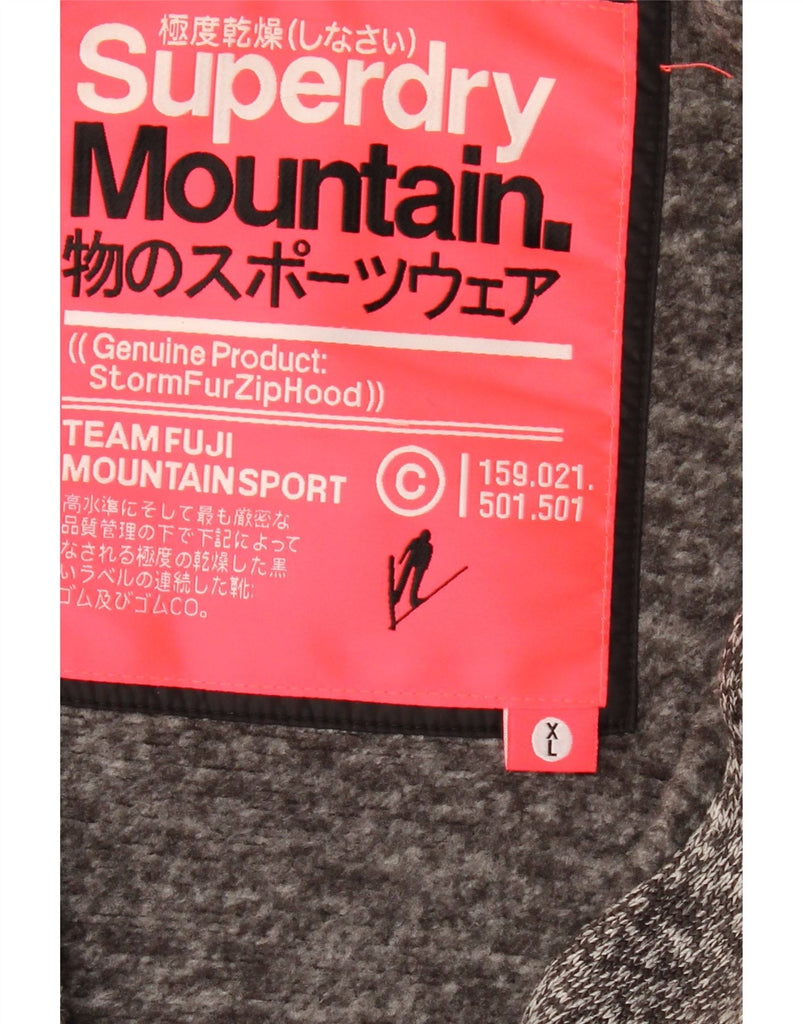 極度乾燥(しなさい)
Superdry
Mountain.
物のスポーツウェア
((Genuine Product:
StormFurZipHood))
TEAM FUJI
MOUNTAIN SPORT
© 159.021.
501.501
高水準にそして最も厳密な
品質管理の下で下記によって
なされる極度の乾燥した黒
いラベルの連続した靴:
ゴム及びゴムCO。
X
L